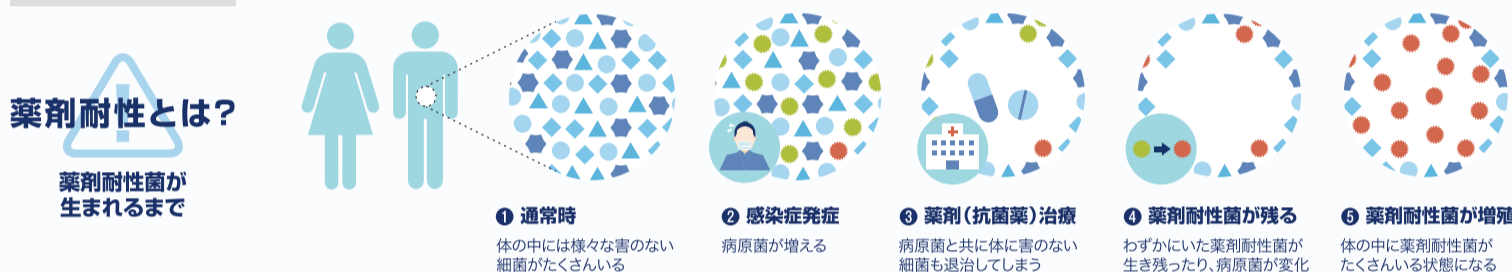 薬剤耐性とは?
薬剤耐性菌が
生まれるまで
❶ 通常時
体の中には様々な害のない
細菌がたくさんいる
❷ 感染症発症
病原菌が増える
❸ 薬剤(抗菌薬)治療
病原菌と共に体に害のない
細菌も退治してしまう
❹ 薬剤耐性菌が残る
わずかにいた薬剤耐性菌が
生き残ったり、病原菌が変化
❺ 薬剤耐性菌が増殖
体の中に薬剤耐性菌が
たくさんいる状態になる